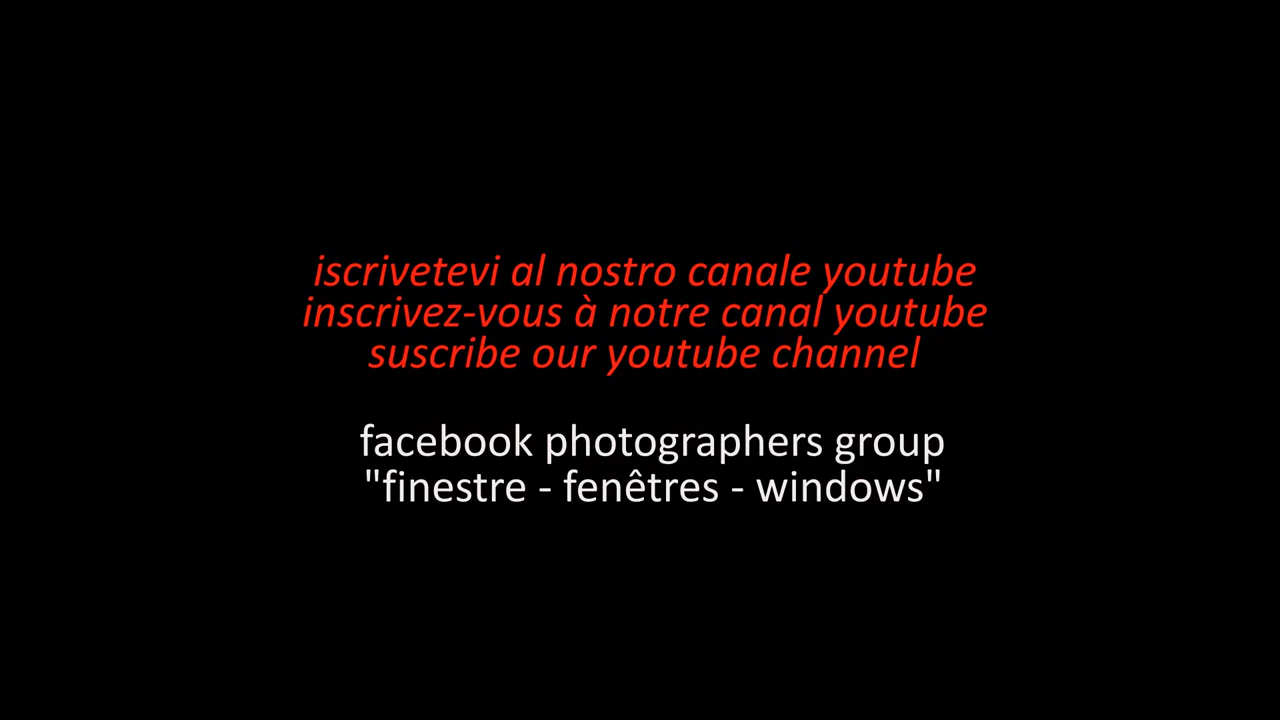 iscrivetevi al nostro canale youtube
inscrivez-vous à notre canal youtube
suscribe our youtube channel
facebook photographers group
"finestre - fenêtres - windows"